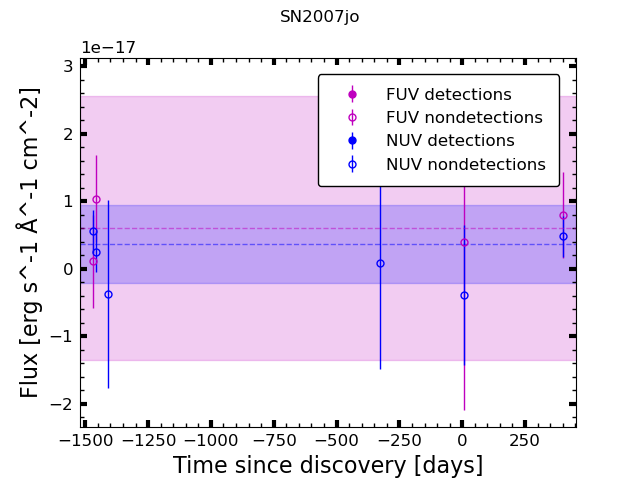 SN2007jo
1e−17
FUV detections
FUV nondetections
NUV detections
NUV nondetections
3
2
1
0
−1
−2
Flux [erg s^-1 Å^-1 cm^-2]
−1500 −1250 −1000 −750 −500 −250 0 250
Time since discovery [days]